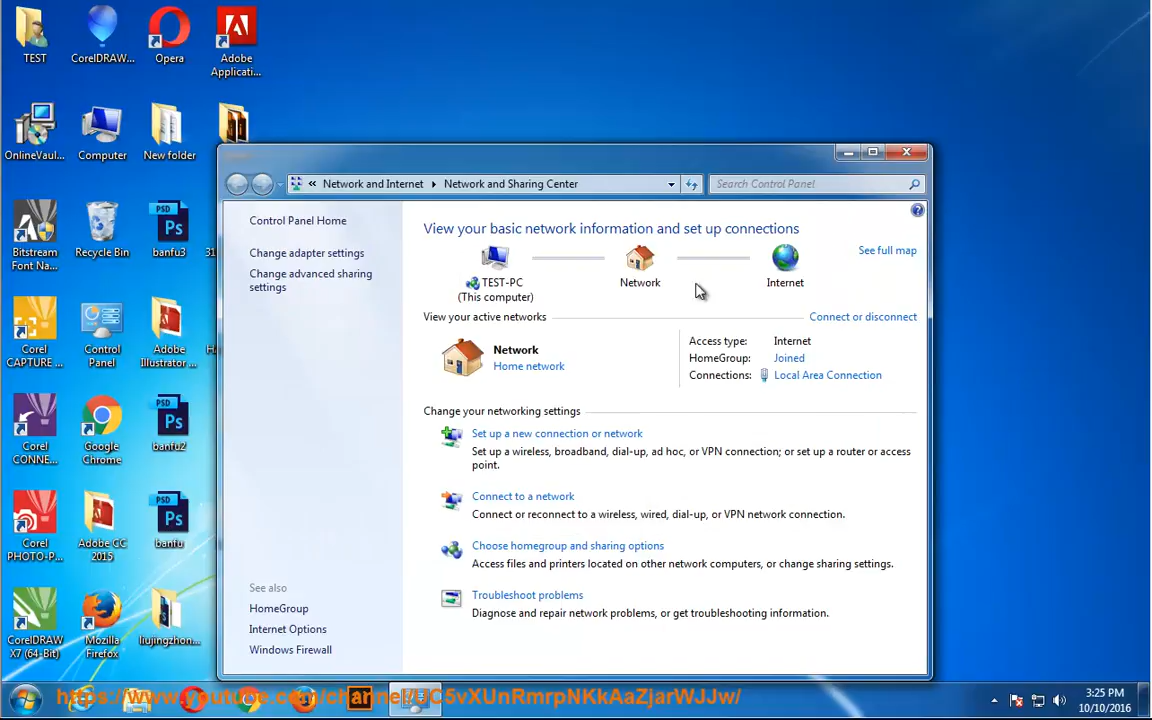 TEST
CorelDRAW...
Opera
Adobe
Applicati...
OnlineVaul...
Computer
New folder
Bitstream
Font Na...
Recycle Bin
banfu3
31
Corel
CAPTURE ...
Control
Panel
Adobe
Illustrator ...
Corel
CONNE...
Google
Chrome
banfu2
Corel
PHOTO-P...
Adobe CC
2015
banfu
CorelDRAW
X7 (64-Bit)
Mozilla
Firefox
liujingzhon...
« Network and Internet Network and Sharing Center
Search Control Panel
Control Panel Home
Change adapter settings
Change advanced sharing
settings
See also
HomeGroup
Internet Options
Windows Firewall
View your basic network information and set up connections
See full map
TEST-PC
(This computer)
Network
Internet
View your active networks
Connect or disconnect
Network
Home network
Access type: Internet
HomeGroup: Joined
Connections: Local Area Connection
Change your networking settings
Set up a new connection or network
Set up a wireless, broadband, dial-up, ad hoc, or VPN connection; or set up a router or access
point.
Connect to a network
Connect or reconnect to a wireless, wired, dial-up, or VPN network connection.
Choose homegroup and sharing options
Access files and printers located on other network computers, or change sharing settings.
Troubleshoot problems
Diagnose and repair network problems, or get troubleshooting information.
https://www.youtube.com/channel/UC5vXUnRmrpNKkAaZjarWJJw/
3:25 PM
10/10/2016